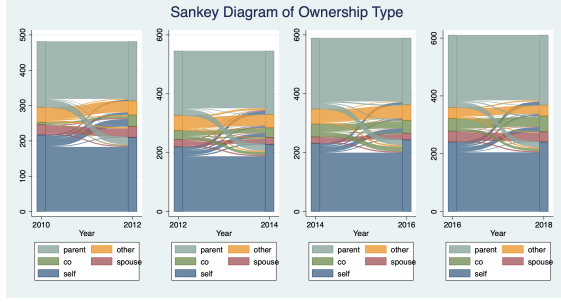 Sankey Diagram of Ownership Type
500
400
300
200
100
0
2010 2012
Year
parent other
co spouse
self
600
400
200
0
2012 2014
Year
parent other
co spouse
self
600
400
200
0
2014 2016
Year
parent other
co spouse
self
600
400
200
0
2016 2018
Year
parent other
co spouse
self